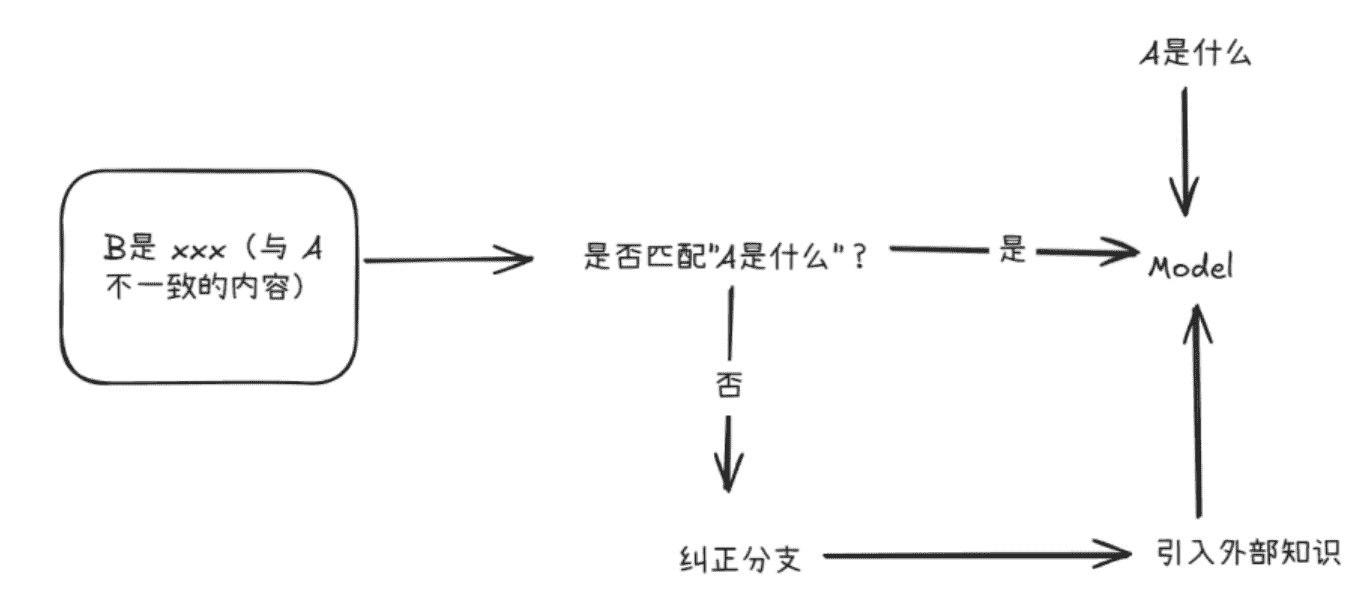 A是什么
B是 xxx（与 A
不一致的内容）
是否匹配"A是什么"？
是
Model
否
纠正分支
引入外部知识